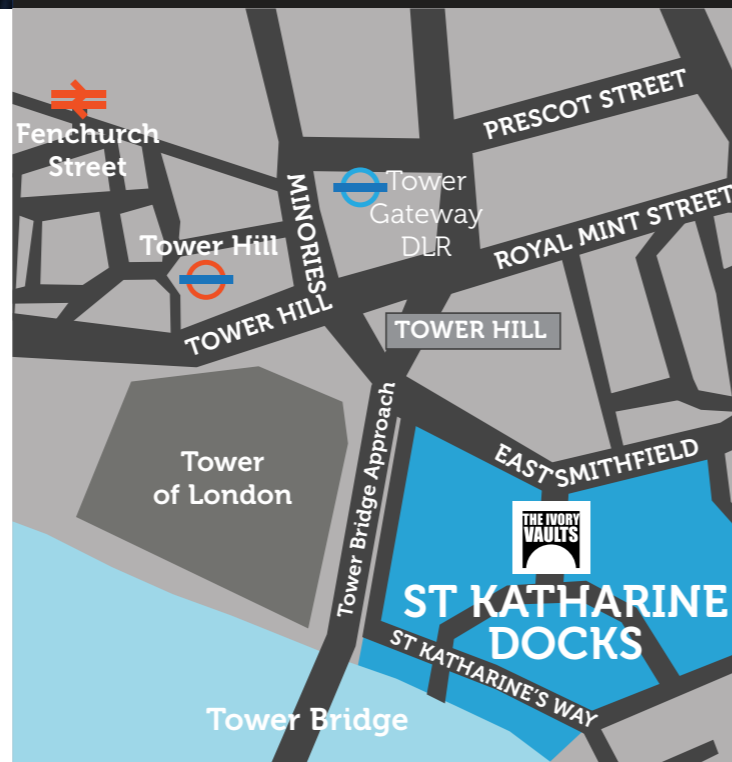 PRESCOT STREET
Fenchurch
Street
MINORIES
Tower
Gateway
DLR
ROYAL MINT STREET
Tower Hill
TOWER HILL
TOWER HILL
Tower Bridge Approach
EAST SMITHFIELD
Tower
of London
THE IVORY
VAULTS
ST KATHARINE
DOCKS
ST KATHARINE'S WAY
Tower Bridge